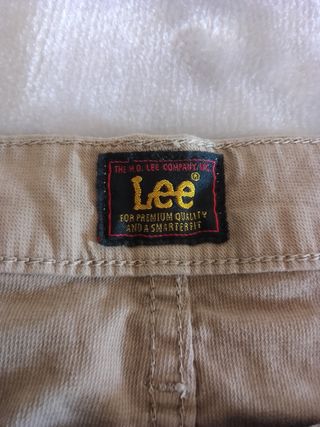 THE H.D. LEE COMPANY, INC.
Lee®
FOR PREMIUM QUALITY
AND A SMARTER FIT